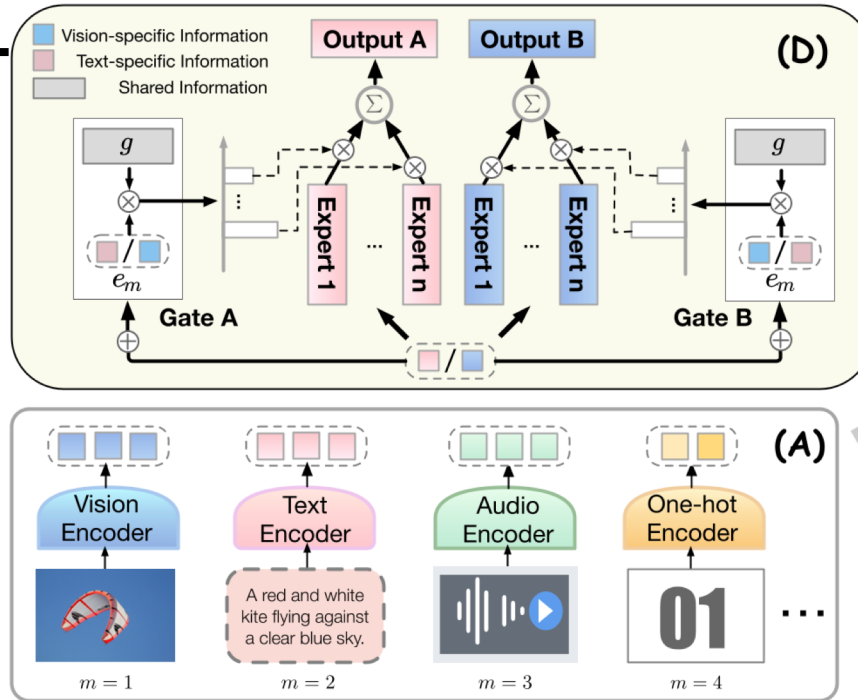 Vision-specific Information
Text-specific Information
Shared Information
Output A
Output B
(D)
Σ
Σ
g
g
...
...
Expert 1
...
Expert n
Expert 1
...
Expert n
/
e_m
/
e_m
Gate A
Gate B
/
(A)
Vision
Encoder
Text
Encoder
Audio
Encoder
One-hot
Encoder
A red and white
kite flying against
a clear blue sky.
01
...
m = 1
m = 2
m = 3
m = 4